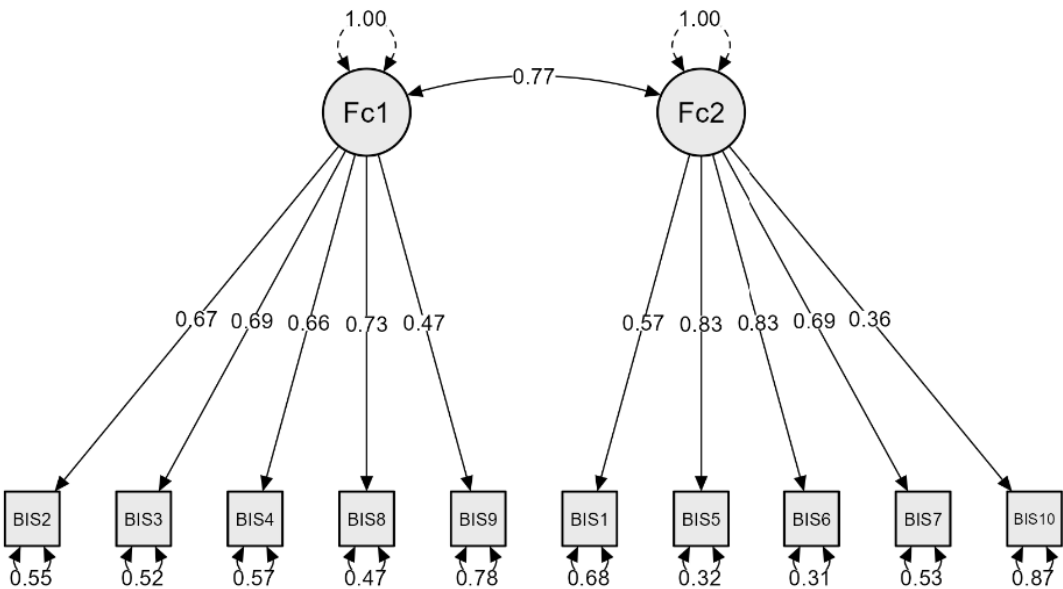 1.00 1.00
0.77
Fc1 Fc2
0.67 0.69 0.66 0.73 0.47 0.57 0.83 0.83 0.69 0.36
BIS2 BIS3 BIS4 BIS8 BIS9 BIS1 BIS5 BIS6 BIS7 BIS10
0.55 0.52 0.57 0.47 0.78 0.68 0.32 0.31 0.53 0.87